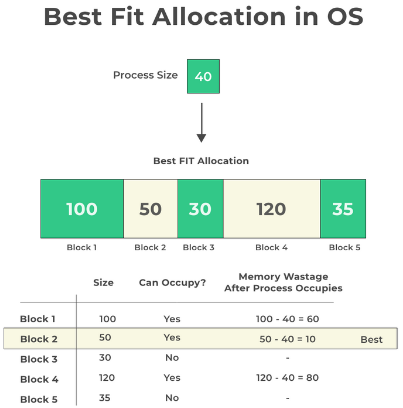 Best Fit Allocation in OS
Process Size 40
Best FIT Allocation
100 50 30 120 35
Block 1 Block 2 Block 3 Block 4 Block 5
Size Can Occupy? Memory Wastage
After Process Occupies
Block 1 100 Yes 100 - 40 = 60
Block 2 50 Yes 50 - 40 = 10 Best
Block 3 30 No -
Block 4 120 Yes 120 - 40 = 80
Block 5 35 No -